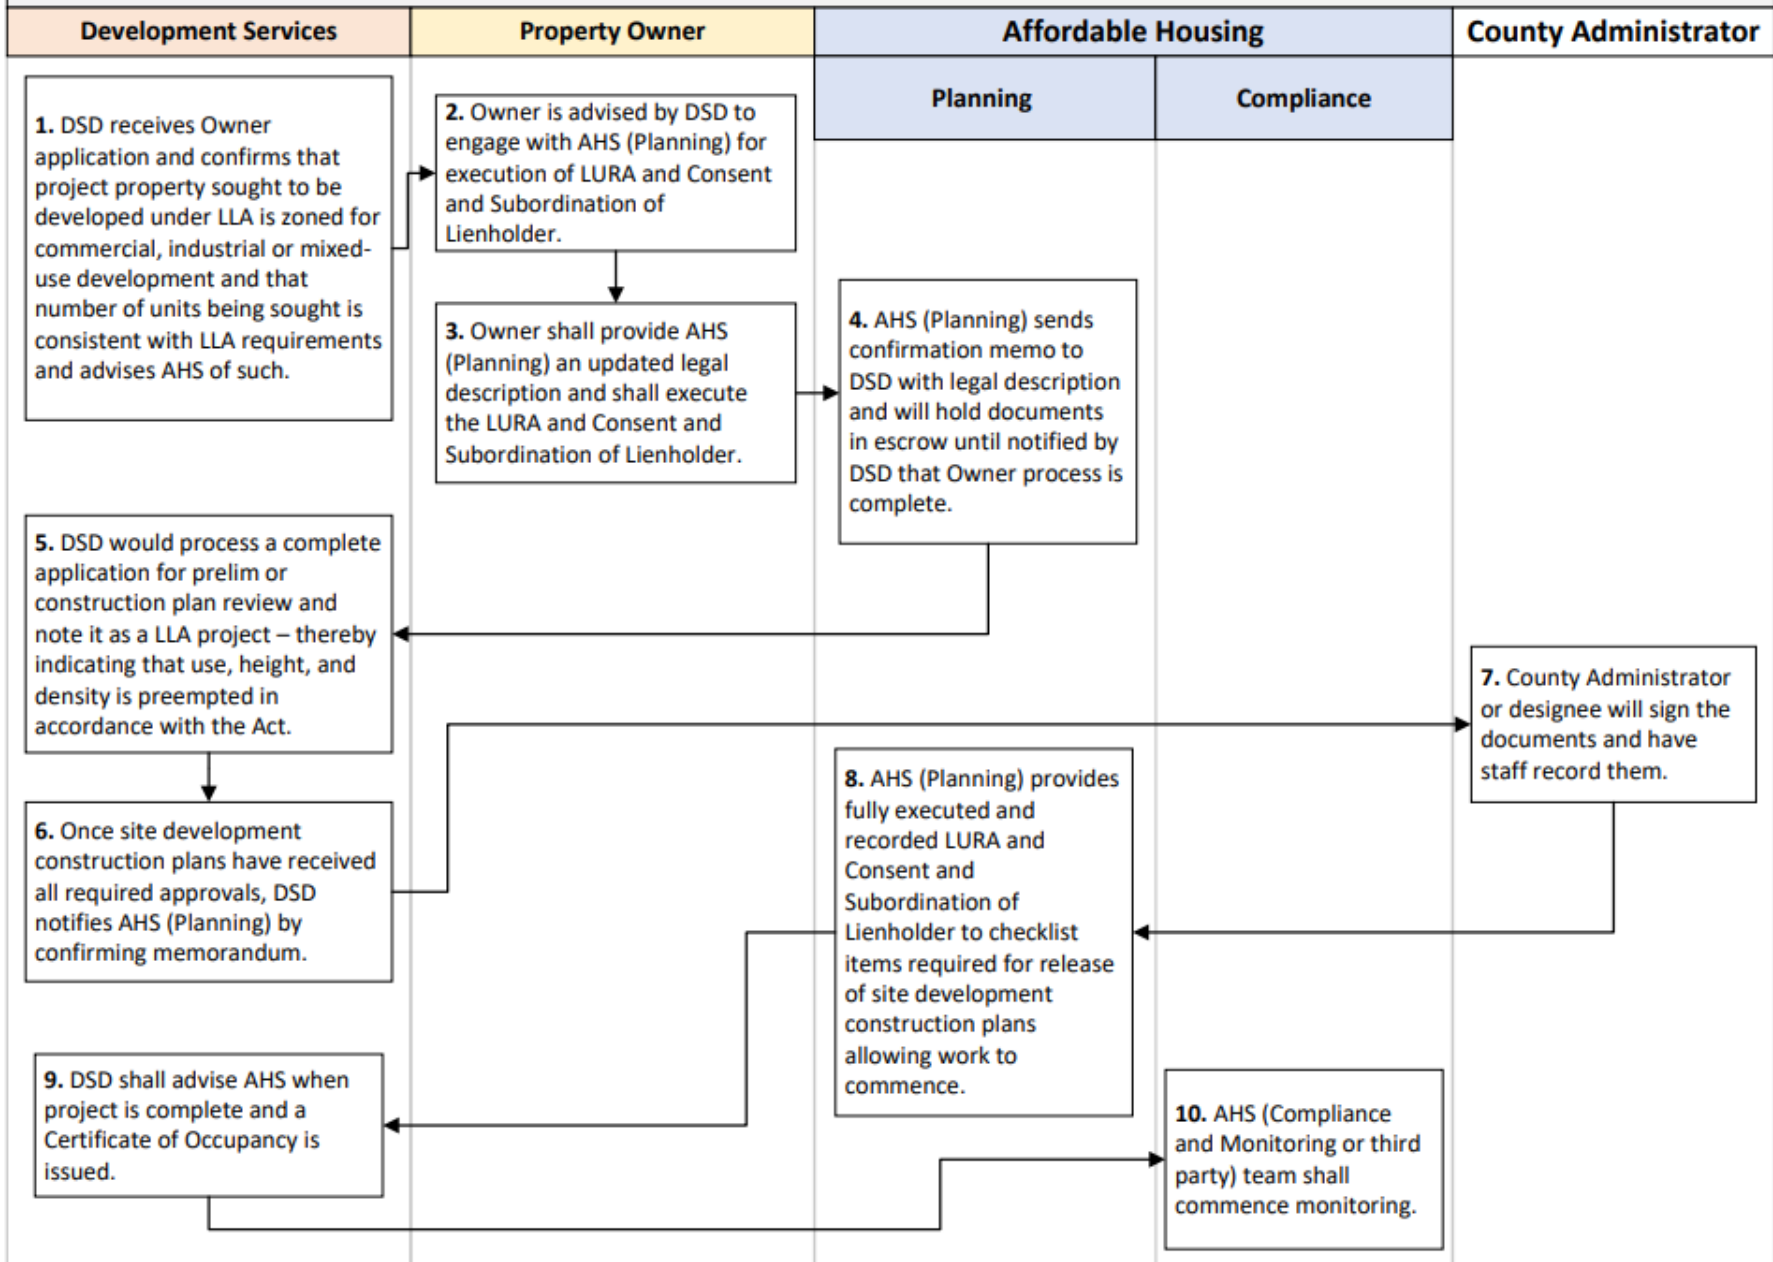 Development Services
Property Owner
Affordable Housing
County Administrator
Planning
Compliance
1. DSD receives Owner
application and confirms that
project property sought to be
developed under LLA is zoned for
commercial, industrial or mixed-
use development and that
number of units being sought is
consistent with LLA requirements
and advises AHS of such.
2. Owner is advised by DSD to
engage with AHS (Planning) for
execution of LURA and Consent
and Subordination of
Lienholder.
3. Owner shall provide AHS
(Planning) an updated legal
description and shall execute
the LURA and Consent and
Subordination of Lienholder.
4. AHS (Planning) sends
confirmation memo to
DSD with legal description
and will hold documents
in escrow until notified by
DSD that Owner process is
complete.
5. DSD would process a complete
application for prelim or
construction plan review and
note it as a LLA project – thereby
indicating that use, height, and
density is preempted in
accordance with the Act.
6. Once site development
construction plans have received
all required approvals, DSD
notifies AHS (Planning) by
confirming memorandum.
7. County Administrator
or designee will sign the
documents and have
staff record them.
8. AHS (Planning) provides
fully executed and
recorded LURA and
Consent and
Subordination of
Lienholder to checklist
items required for release
of site development
construction plans
allowing work to
commence.
9. DSD shall advise AHS when
project is complete and a
Certificate of Occupancy is
issued.
10. AHS (Compliance
and Monitoring or third
party) team shall
commence monitoring.